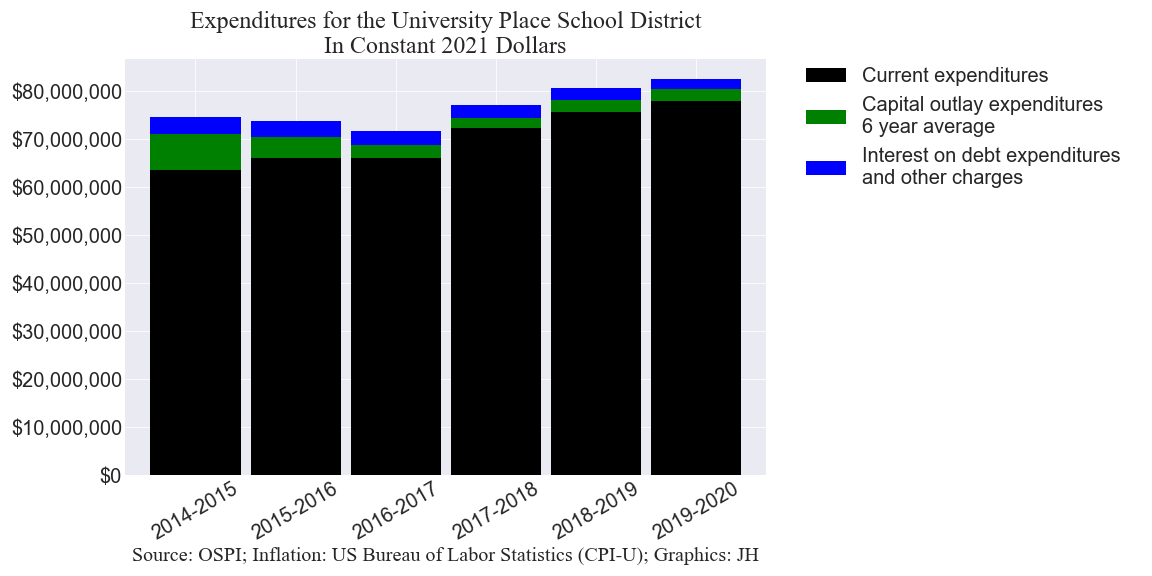 Expenditures for the University Place School District
In Constant 2021 Dollars
$80,000,000
$70,000,000
$60,000,000
$50,000,000
$40,000,000
$30,000,000
$20,000,000
$10,000,000
$0
2014-2015
2015-2016
2016-2017
2017-2018
2018-2019
2019-2020
Current expenditures
Capital outlay expenditures
6 year average
Interest on debt expenditures
and other charges
Source: OSPI; Inflation: US Bureau of Labor Statistics (CPI-U); Graphics: JH